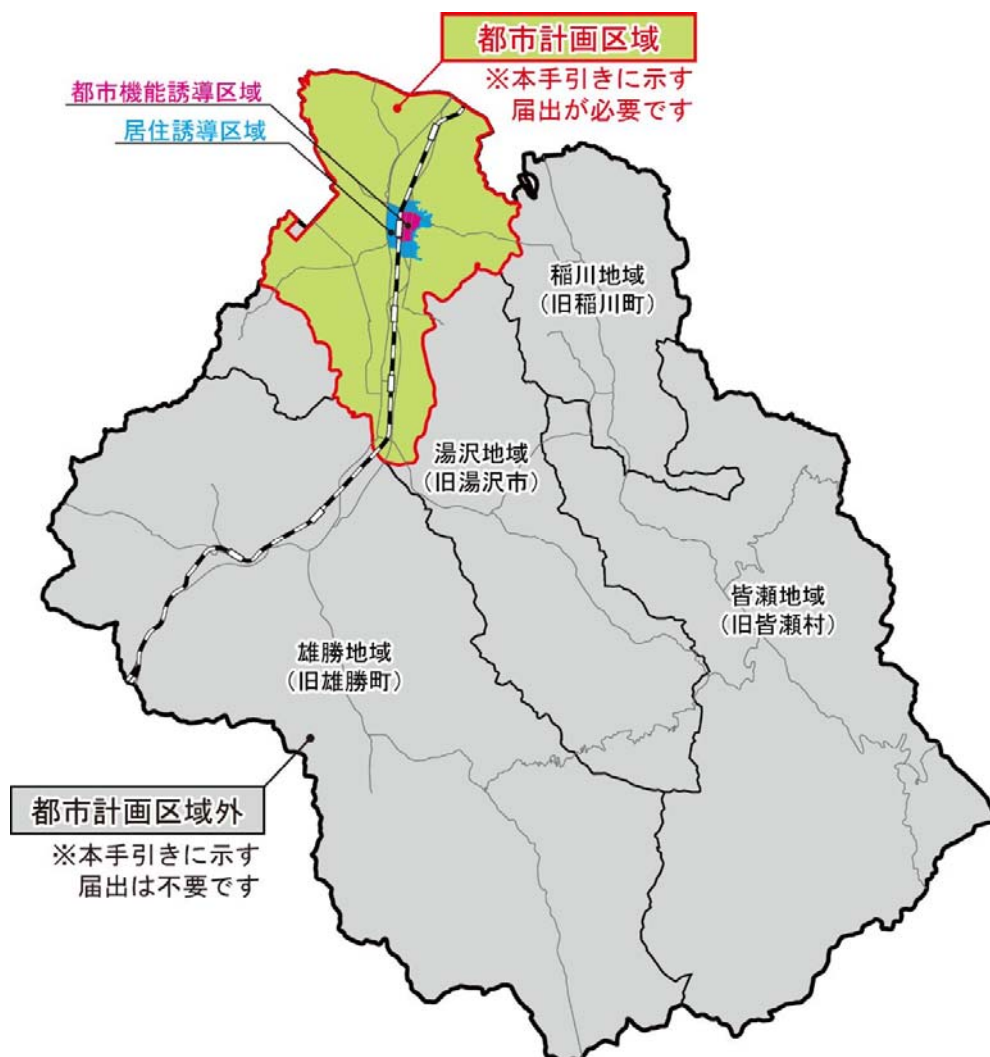 都市計画区域
※本手引きに示す
届出が必要です
都市機能誘導区域
居住誘導区域
稲川地域
(旧稲川町)
湯沢地域
(旧湯沢市)
皆瀬地域
(旧皆瀬村)
雄勝地域
(旧雄勝町)
都市計画区域外
※本手引きに示す
届出は不要です